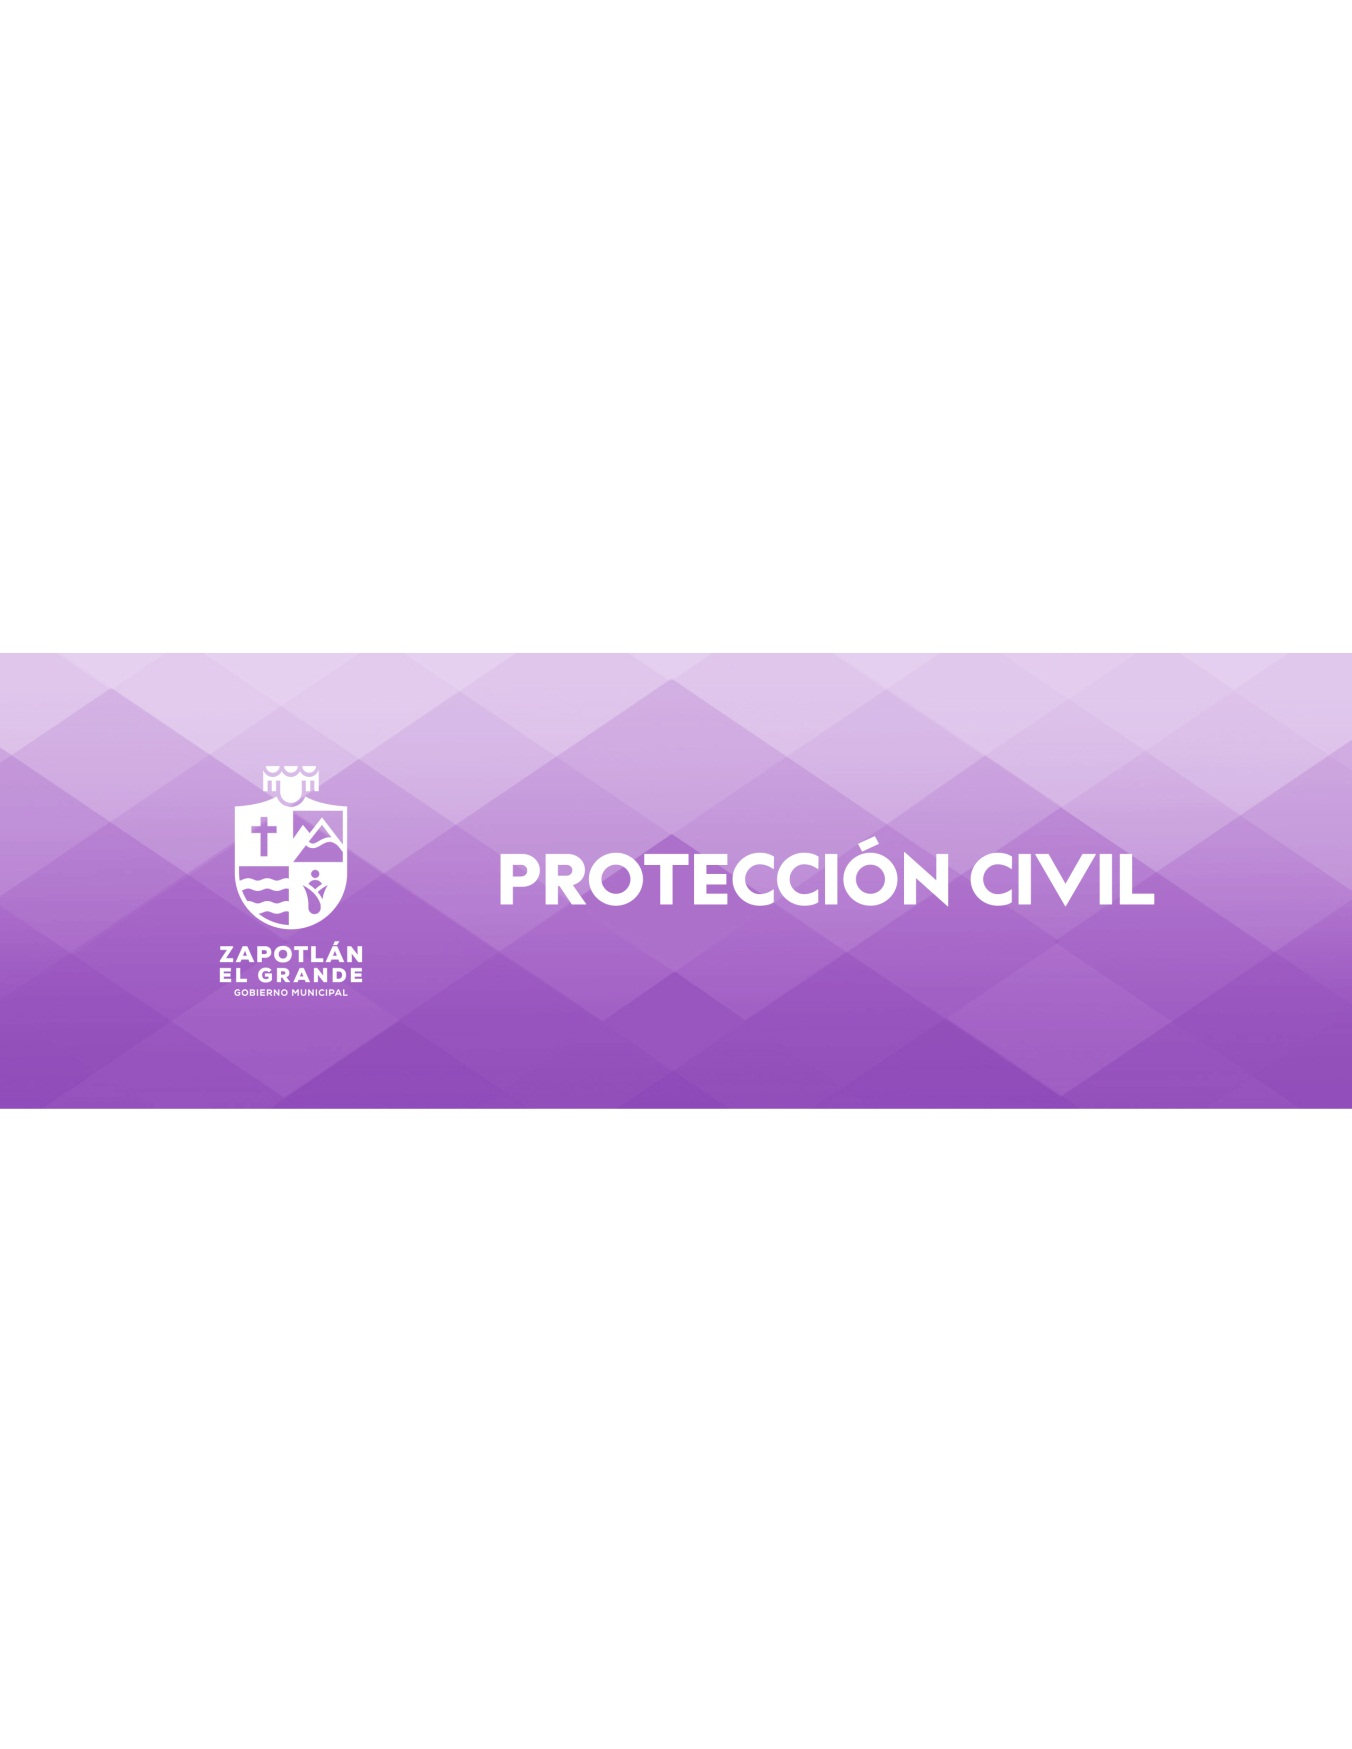 PROTECCIÓN CIVIL
ZAPOTLÁN
EL GRANDE
GOBIERNO MUNICIPAL